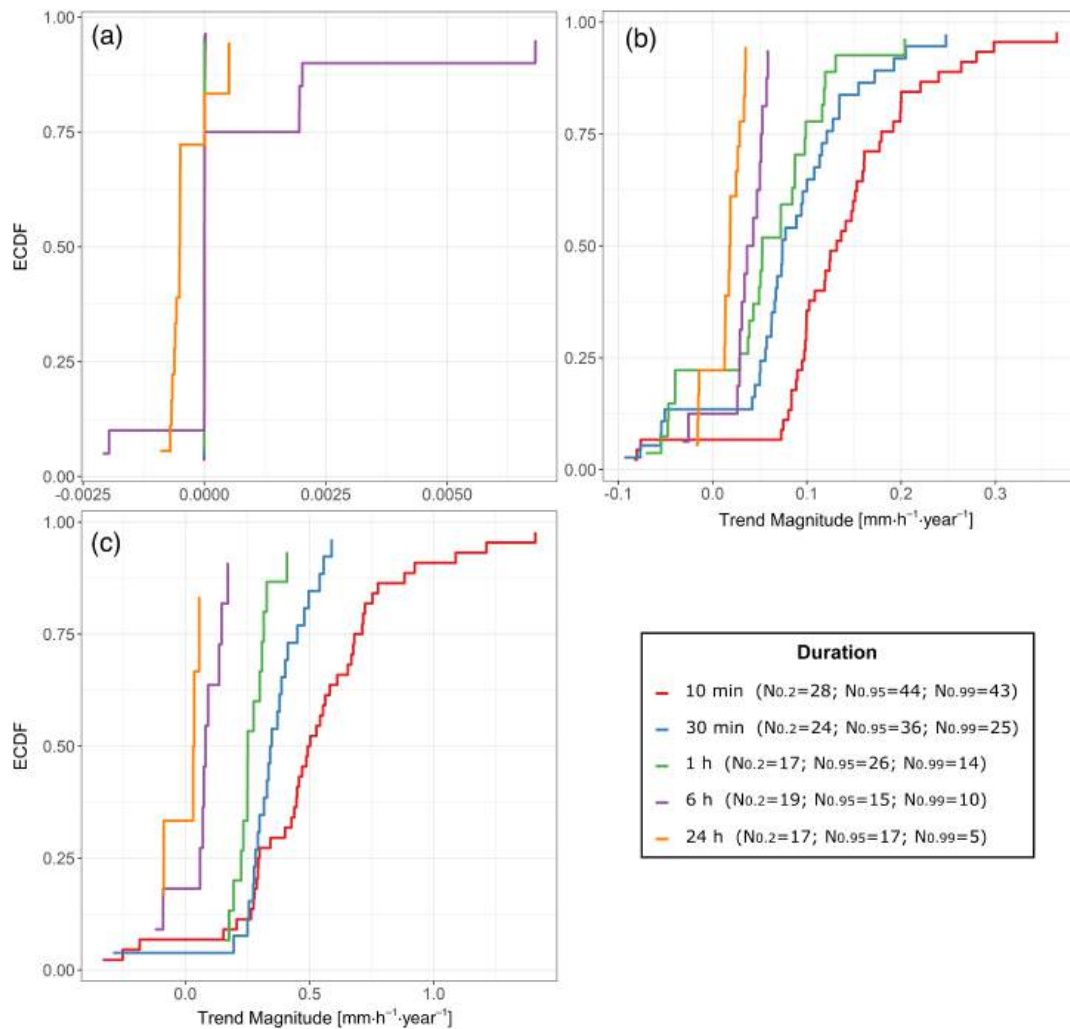 (a)
ECDF
1.00
0.75
0.50
0.25
0.00
-0.0025
0.0000
0.0025
0.0050
(b)
1.00
0.75
0.50
0.25
0.00
-0.1
0.0
0.1
0.2
0.3
Trend Magnitude [mm·h⁻¹·year⁻¹]
(c)
ECDF
1.00
0.75
0.50
0.25
0.00
0.0
0.5
1.0
Trend Magnitude [mm·h⁻¹·year⁻¹]
Duration
10 min (N0.2=28; N0.95=44; N0.99=43)
30 min (N0.2=24; N0.95=36; N0.99=25)
1 h (N0.2=17; N0.95=26; N0.99=14)
6 h (N0.2=19; N0.95=15; N0.99=10)
24 h (N0.2=17; N0.95=17; N0.99=5)